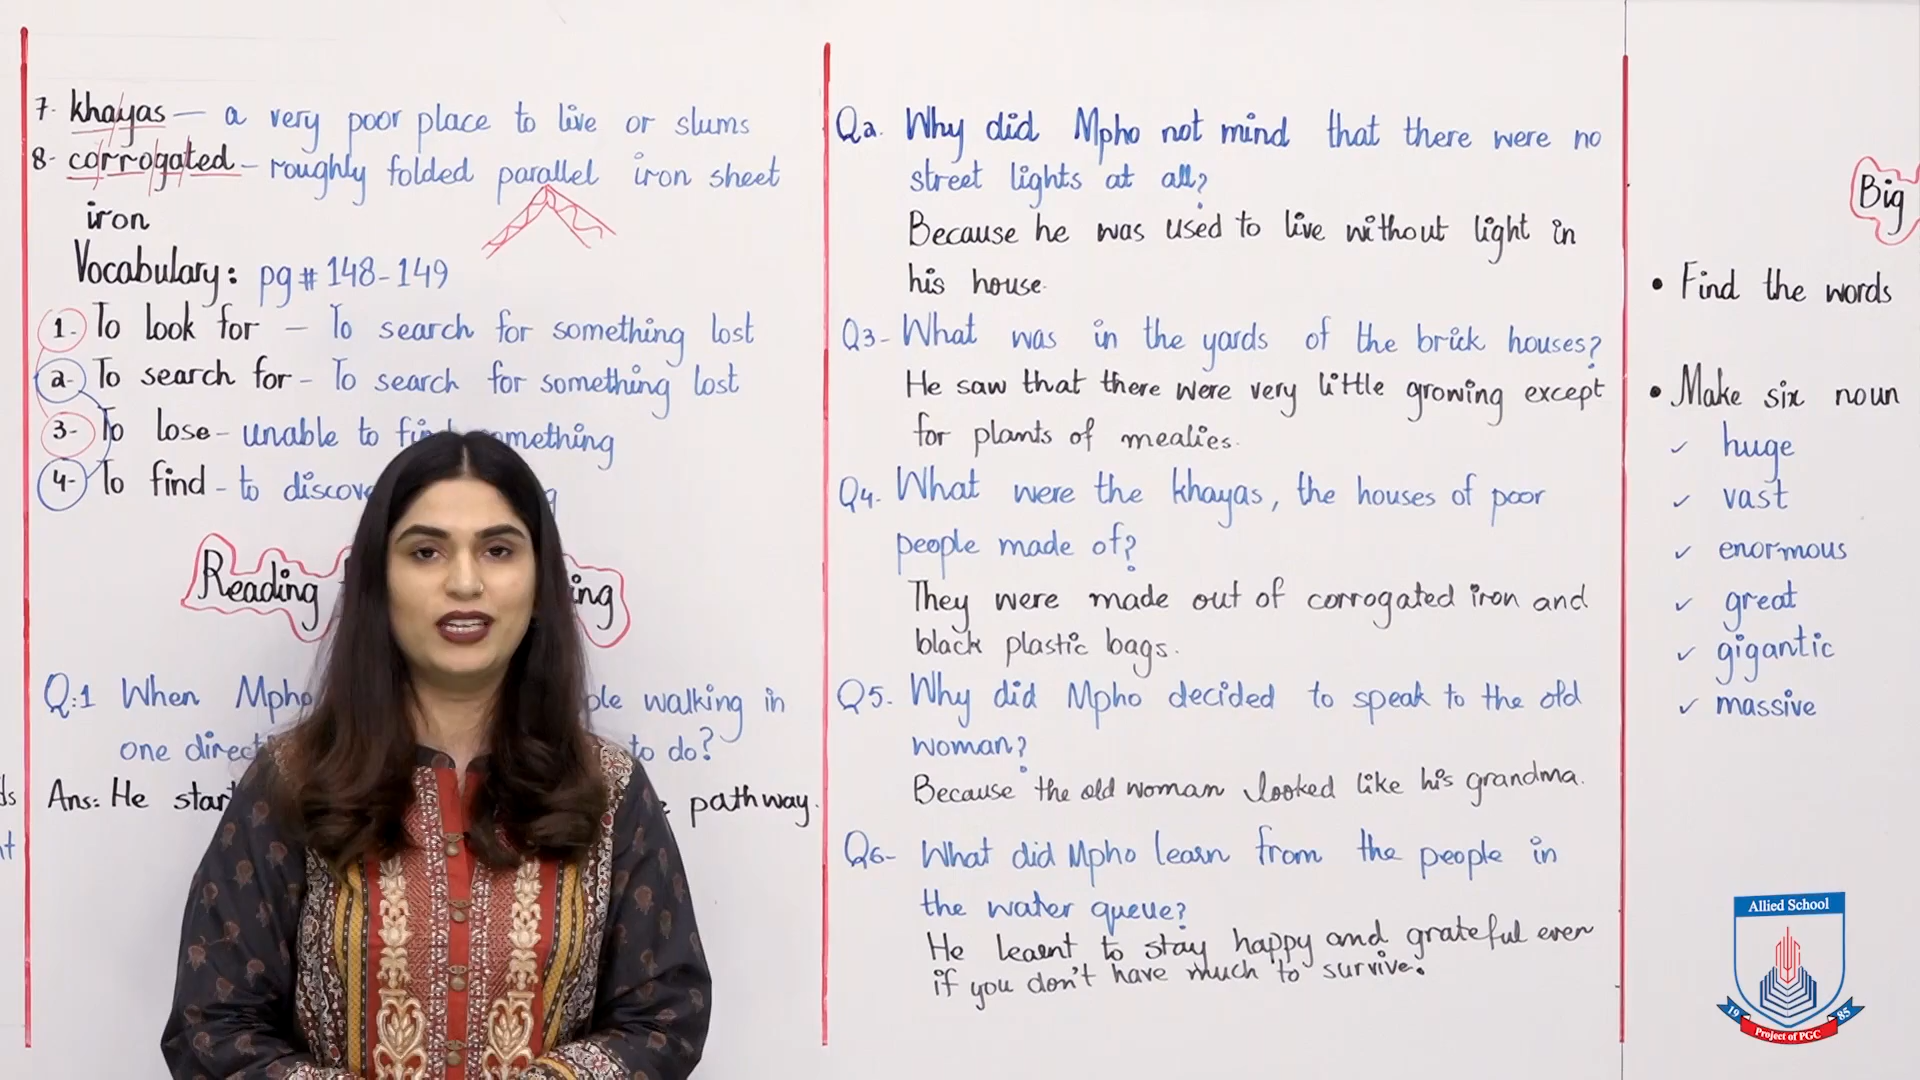 7- khayas — a very poor place to live or slums
8- corrogated - roughly folded parallel iron sheet
iron
Vocabulary: pg# 148-149
1- To look for — To search for something lost
2- To search for - To search for something lost
3- To lose - unable to find something
4- To find - to
Reading
Q:1 When Mpho walking in
one to do?
Ans: He pathway.
Q2. Why did Mpho not mind that there were no
street lights at all?
Because he was used to live without light in
his house.
Q3- What was in the yards of the brick houses?
He saw that there were very little growing except
for plants of mealies.
Q4. What were the khayas, the houses of poor
people made of?
They were made out of corrogated iron and
black plastic bags.
Q5. Why did Mpho decided to speak to the old
woman?
Because the old woman looked like his grandma.
Q6- What did Mpho learn from the people in
the water queue?
He learnt to stay happy and grateful even
if you don't have much to survive.
Big
• Find the words
• Make six noun
✓ huge
✓ vast
✓ enormous
✓ great
✓ gigantic
✓ massive
Allied School
19 85
Project of PGC